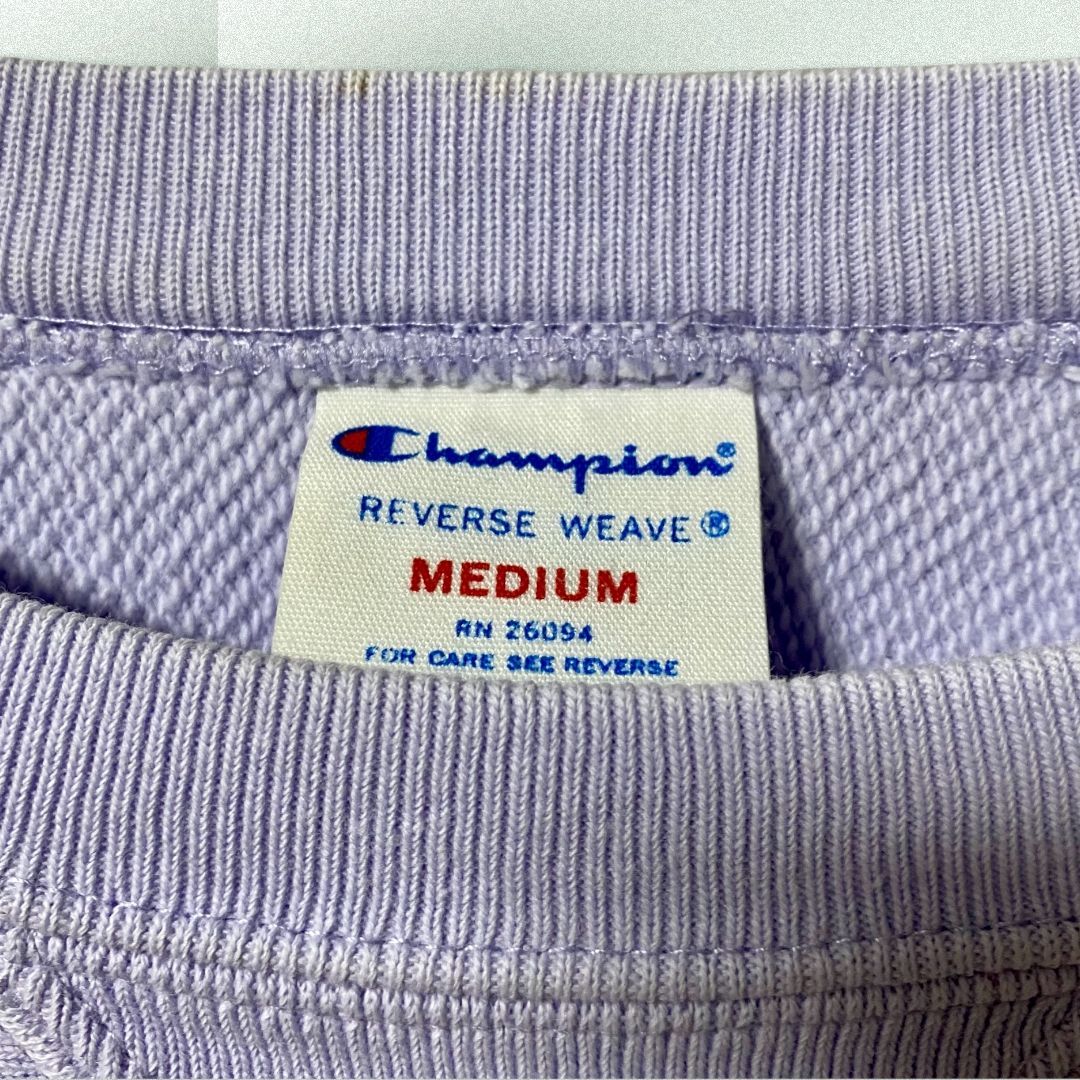 Champion®
REVERSE WEAVE®
MEDIUM
RN 26094
FOR CARE SEE REVERSE